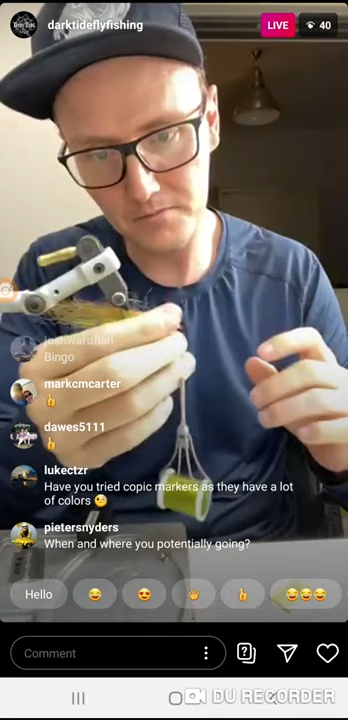 darktideflyfishing
LIVE
40
joshwardfish
Bingo
markcmcarter
👍
dawes5111
👍
lukectzr
Have you tried copic markers as they have a lot
of colors 🧐
pietersnyders
When and where you potentially going?
Hello
😂
😍
👋
👍
😂😂😂
Comment
DU RECORDER